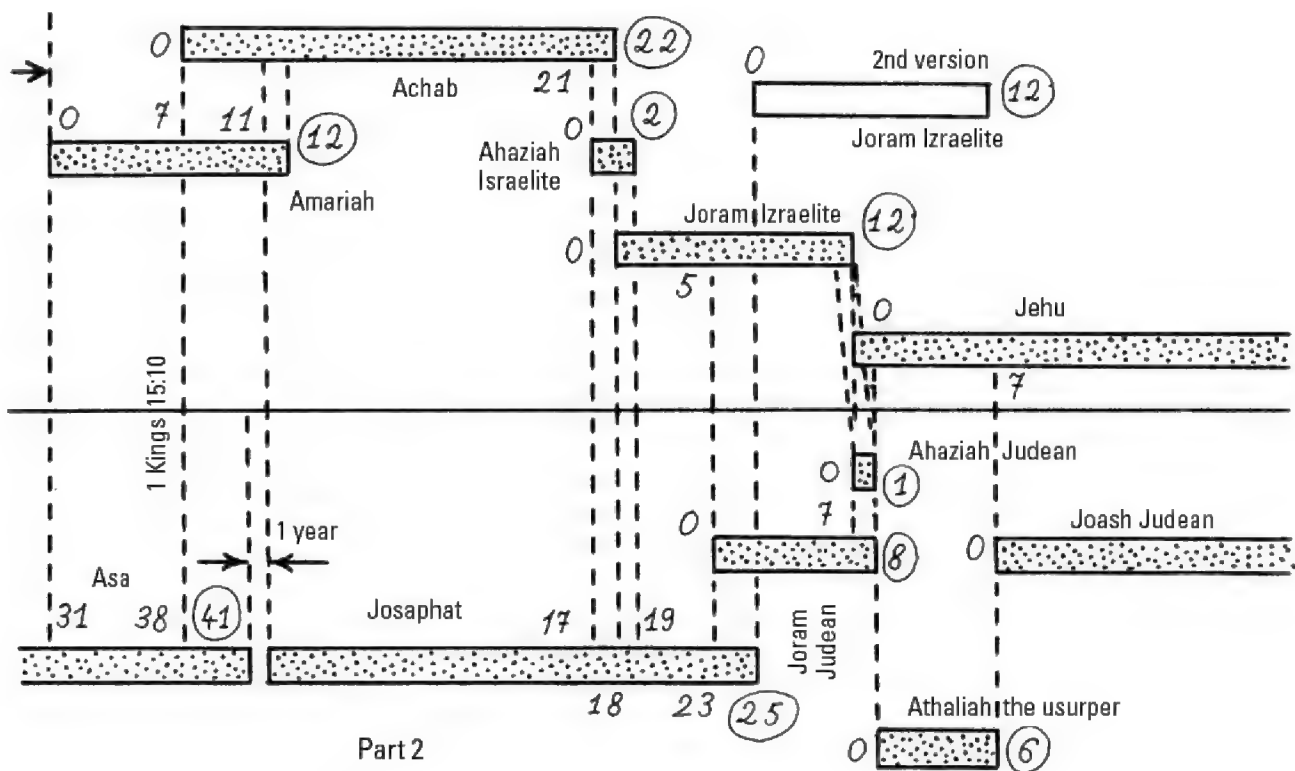 0
22
Achab
21
0
2nd version
12
Joram Izraelite
0
7
11
12
Amariah
0
2
Ahaziah
Israelite
Joram Izraelite
12
0
5
0
Jehu
7
1 Kings 15:10
Ahaziah Judean
0
1
1 year
0
7
8
Joram
Judean
0
Joash Judean
Asa
31
38
41
Josaphat
17
19
18
23
25
Athaliah the usurper
0
6
Part 2